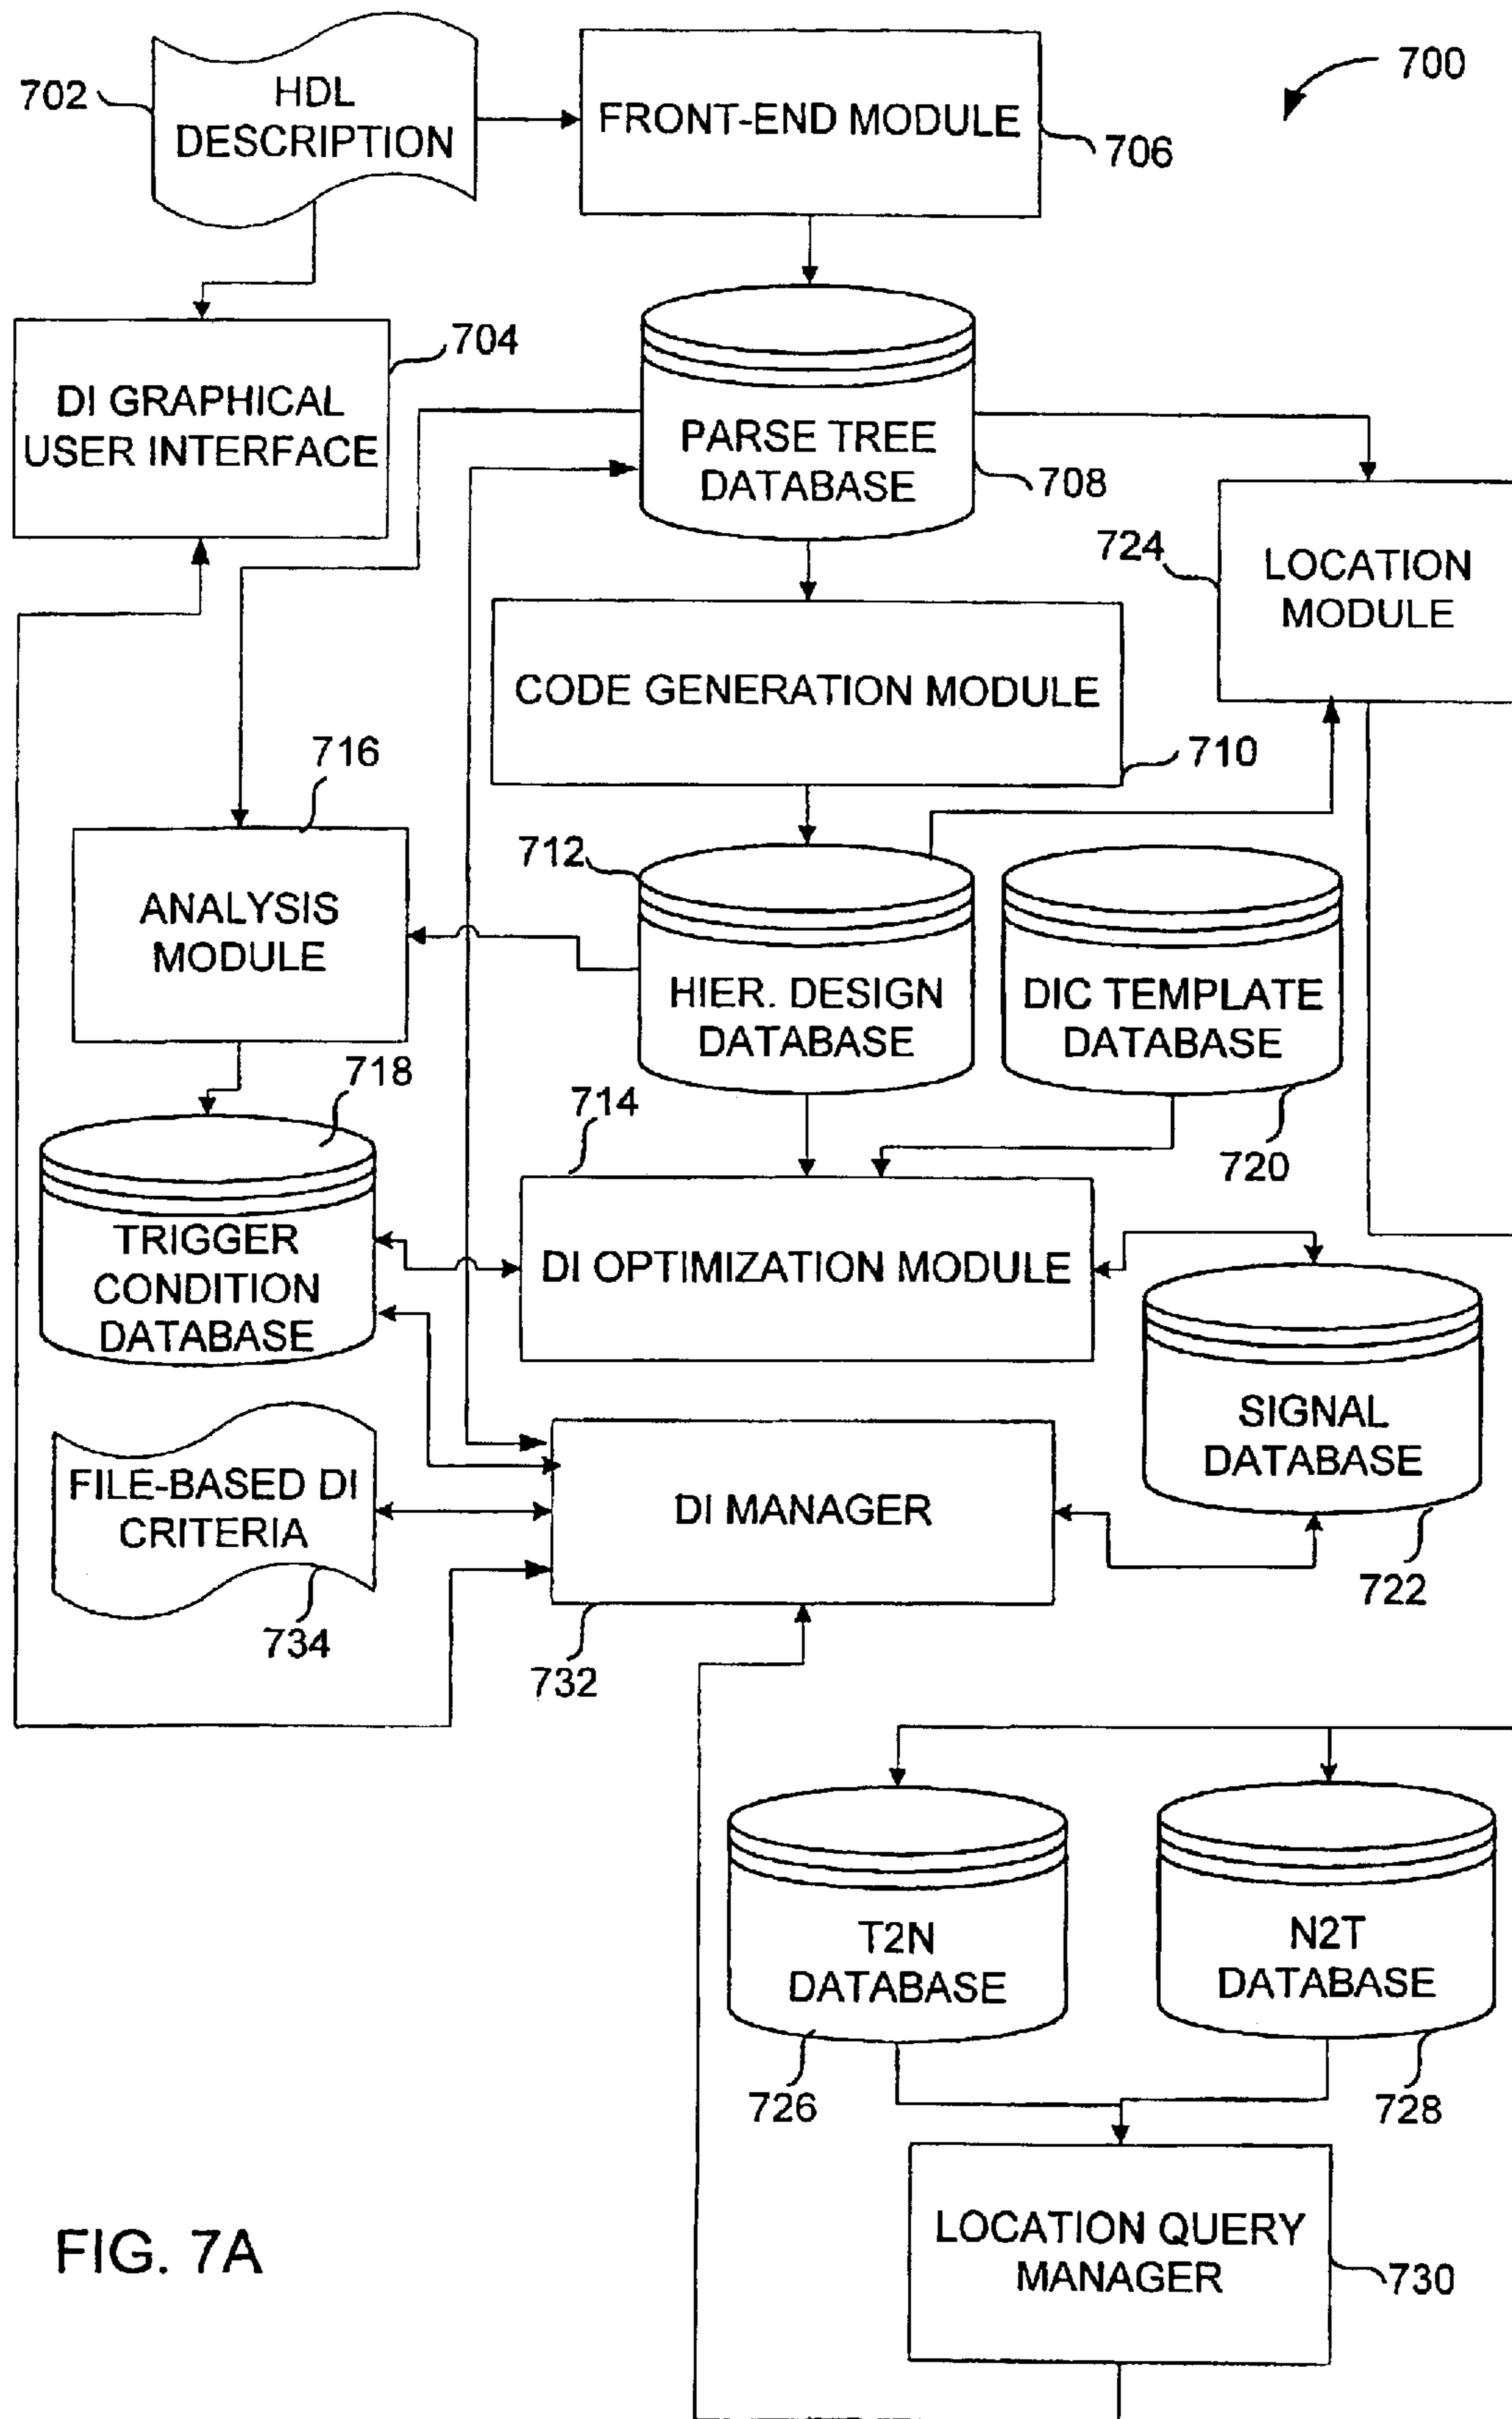 700
702
HDL
DESCRIPTION
FRONT-END MODULE
706
704
DI GRAPHICAL
USER INTERFACE
PARSE TREE
DATABASE
708
724
LOCATION
MODULE
CODE GENERATION MODULE
710
716
ANALYSIS
MODULE
712
HIER. DESIGN
DATABASE
DIC TEMPLATE
DATABASE
720
718
TRIGGER
CONDITION
DATABASE
714
DI OPTIMIZATION MODULE
SIGNAL
DATABASE
722
FILE-BASED DI
CRITERIA
734
DI MANAGER
732
T2N
DATABASE
726
N2T
DATABASE
728
LOCATION QUERY
MANAGER
730
FIG. 7A